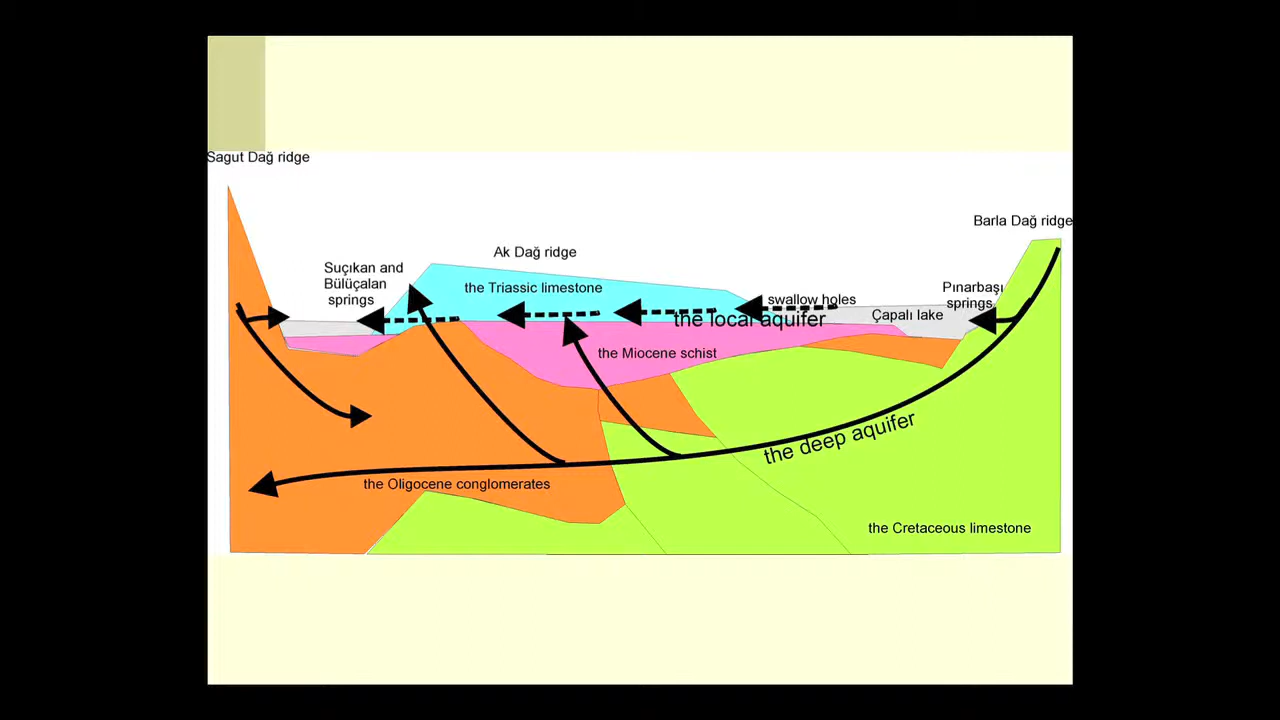 Sagut Dağ ridge
Barla Dağ ridge
Ak Dağ ridge
Suçıkan and
Bülüçalan
springs
the Triassic limestone
swallow holes
Pınarbaşı
springs
Çapalı lake
the local aquifer
the Miocene schist
the deep aquifer
the Oligocene conglomerates
the Cretaceous limestone